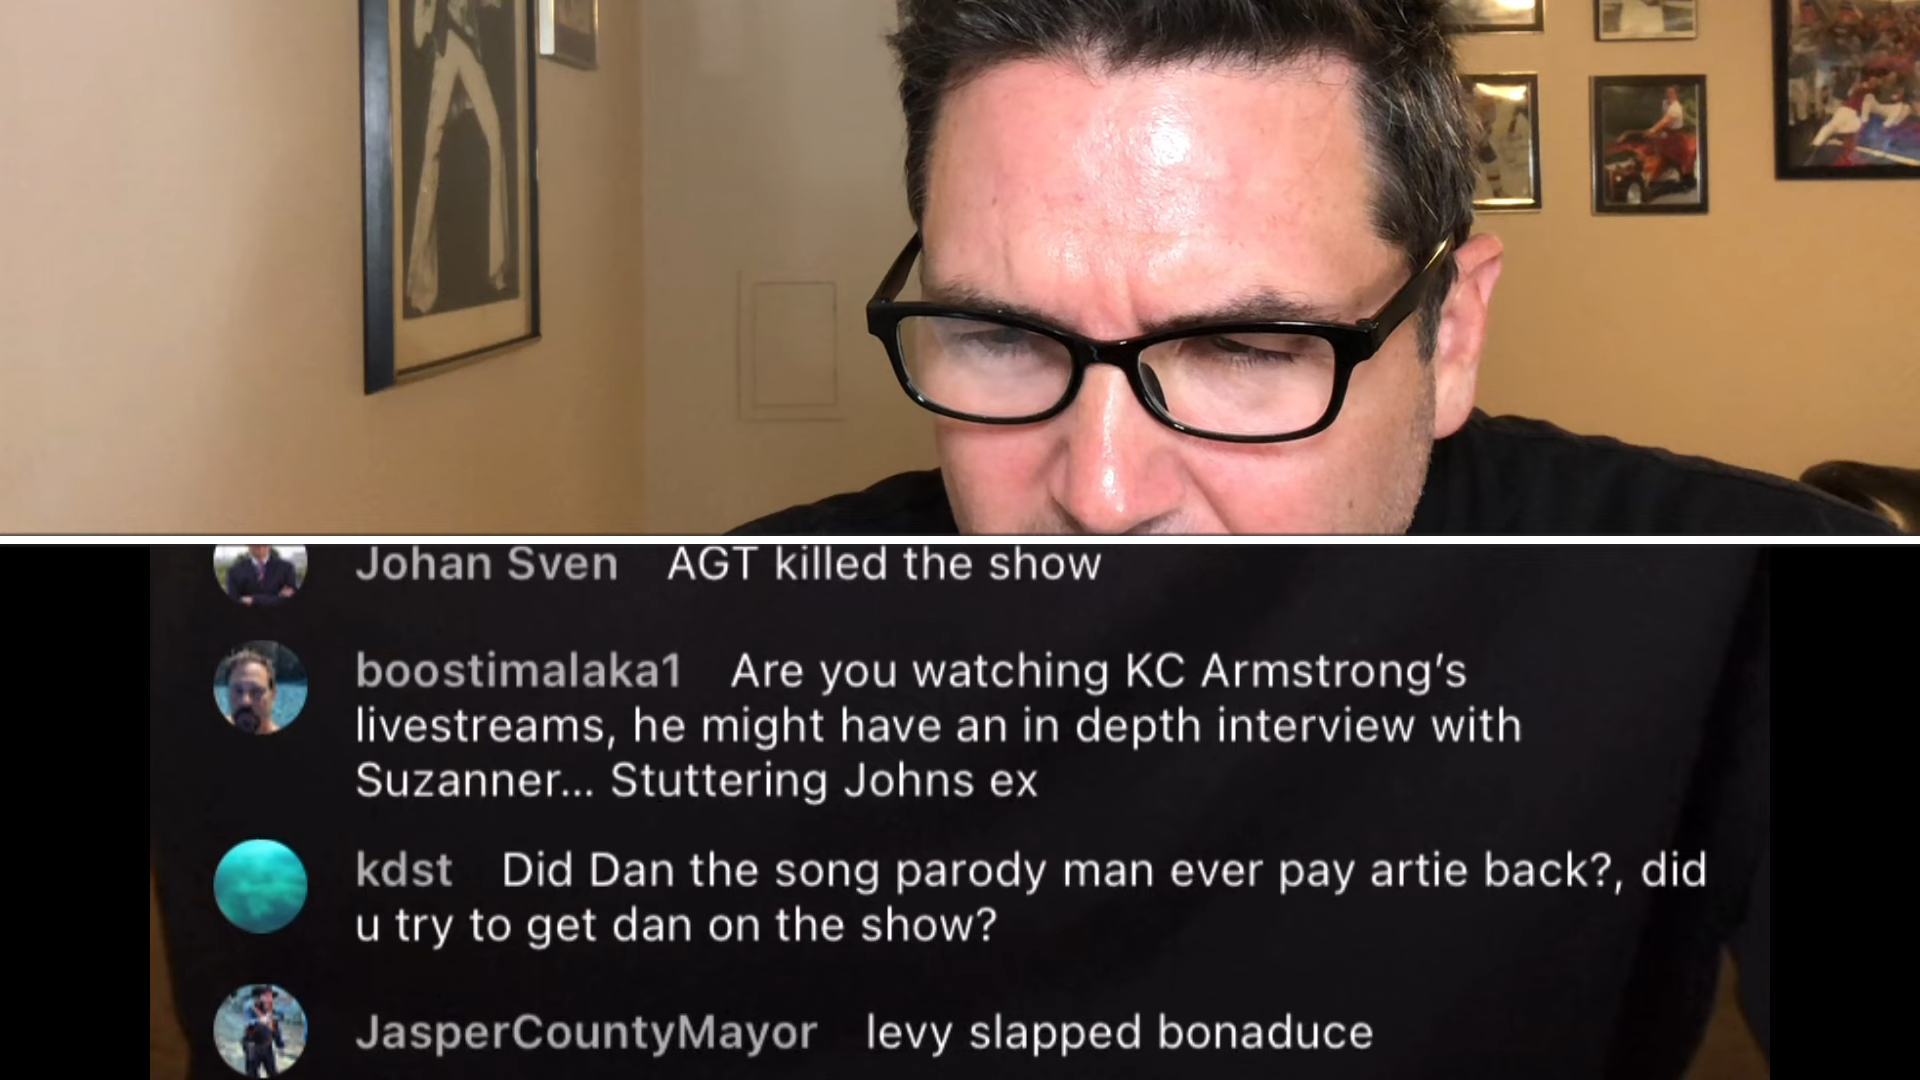 Johan Sven AGT killed the show
boostimalaka1 Are you watching KC Armstrong’s
livestreams, he might have an in depth interview with
Suzanner... Stuttering Johns ex
kdst Did Dan the song parody man ever pay artie back?, did
u try to get dan on the show?
JasperCountyMayor levy slapped bonaduce